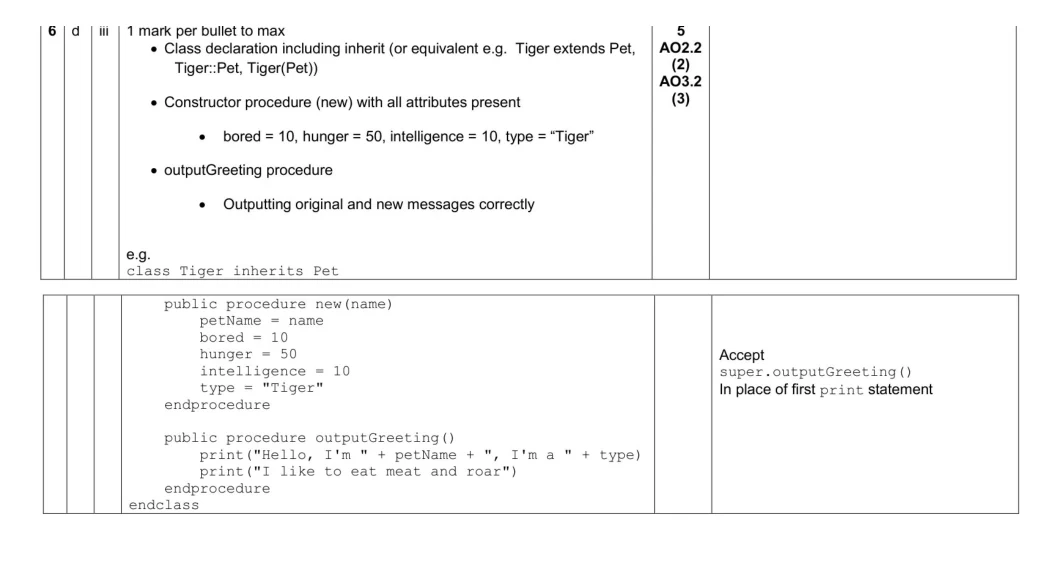 6 d iii 1 mark per bullet to max 5
• Class declaration including inherit (or equivalent e.g. Tiger extends Pet, AO2.2
Tiger::Pet, Tiger(Pet)) (2)
AO3.2
• Constructor procedure (new) with all attributes present (3)
• bored = 10, hunger = 50, intelligence = 10, type = “Tiger”
• outputGreeting procedure
• Outputting original and new messages correctly
e.g.
class Tiger inherits Pet
public procedure new(name)
petName = name
bored = 10
hunger = 50
intelligence = 10
type = "Tiger"
endprocedure
public procedure outputGreeting()
print("Hello, I'm " + petName + ", I'm a " + type)
print("I like to eat meat and roar")
endprocedure
endclass
Accept
super.outputGreeting()
In place of first print statement